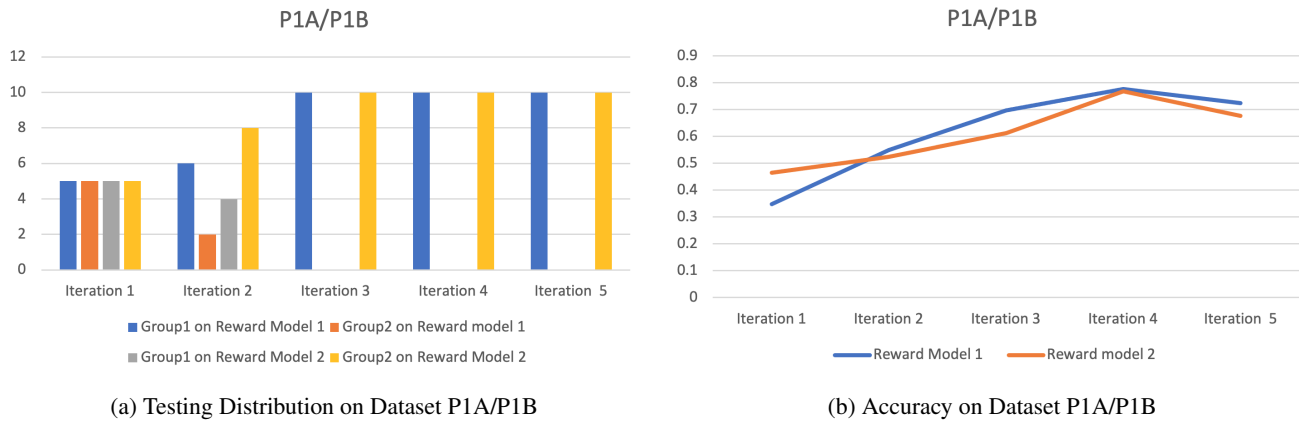 P1A/P1B
12
10
8
6
4
2
0
Iteration 1 Iteration 2 Iteration 3 Iteration 4 Iteration 5
Group1 on Reward Model 1 Group2 on Reward model 1
Group1 on Reward Model 2 Group2 on Reward Model 2
(a) Testing Distribution on Dataset P1A/P1B
P1A/P1B
0.9
0.8
0.7
0.6
0.5
0.4
0.3
0.2
0.1
0
Iteration 1 Iteration 2 Iteration 3 Iteration 4 Iteration 5
Reward Model 1 Reward model 2
(b) Accuracy on Dataset P1A/P1B